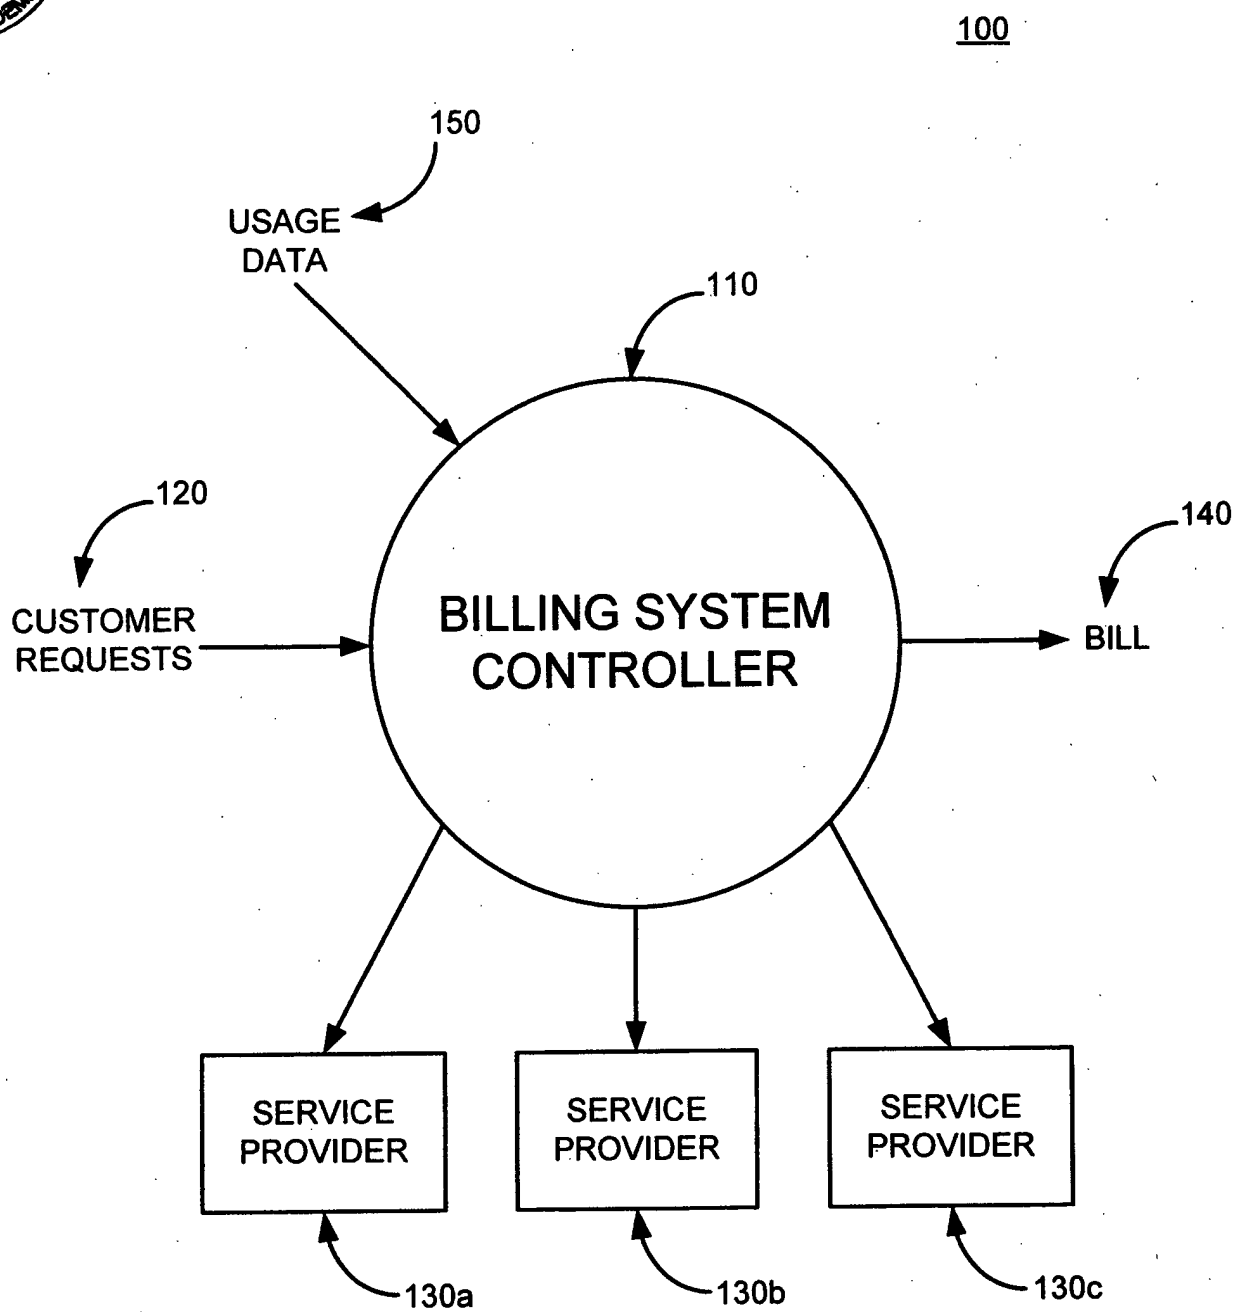 100
150
USAGE
DATA
110
120
CUSTOMER
REQUESTS
BILLING SYSTEM
CONTROLLER
140
BILL
SERVICE
PROVIDER
SERVICE
PROVIDER
SERVICE
PROVIDER
130a
130b
130c